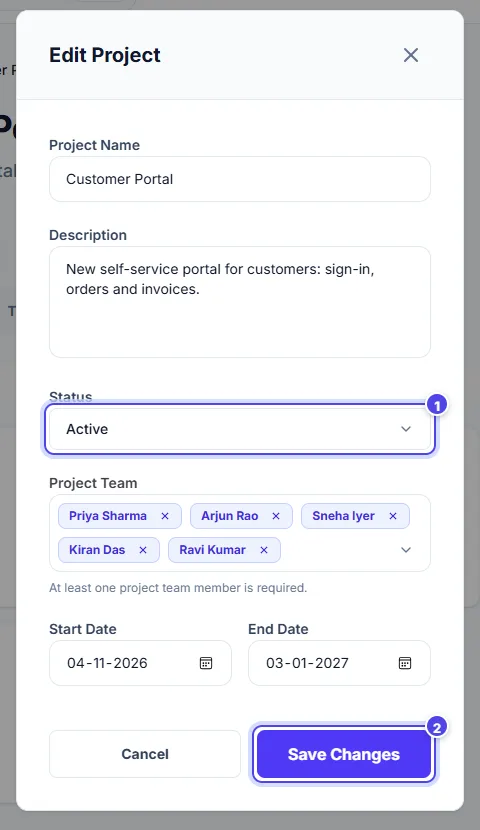 Edit Project
Project Name
Customer Portal
Description
New self-service portal for customers: sign-in,
orders and invoices.
Status
1
Active
Project Team
Priya Sharma × Arjun Rao × Sneha Iyer ×
Kiran Das × Ravi Kumar ×
At least one project team member is required.
Start Date End Date
04-11-2026 03-01-2027
2
Cancel Save Changes